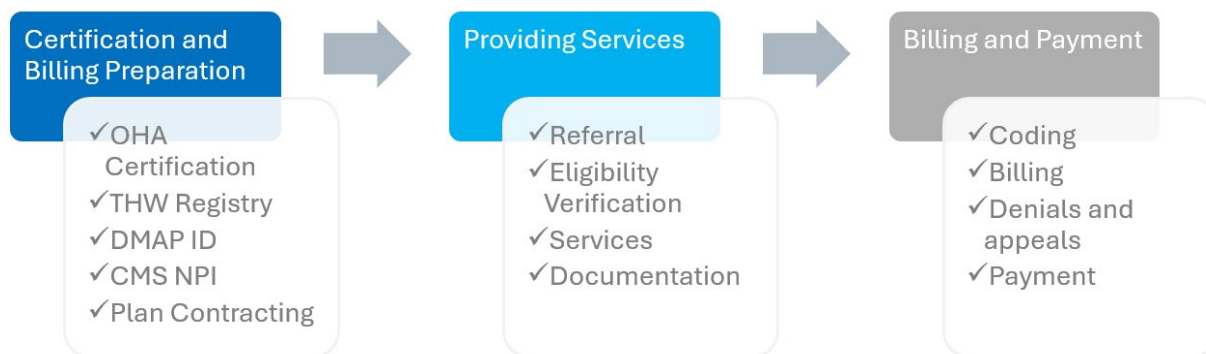 Certification and
Billing Preparation
✓OHA
Certification
✓THW Registry
✓DMAP ID
✓CMS NPI
✓Plan Contracting
Providing Services
✓Referral
✓Eligibility
Verification
✓Services
✓Documentation
Billing and Payment
✓Coding
✓Billing
✓Denials and
appeals
✓Payment